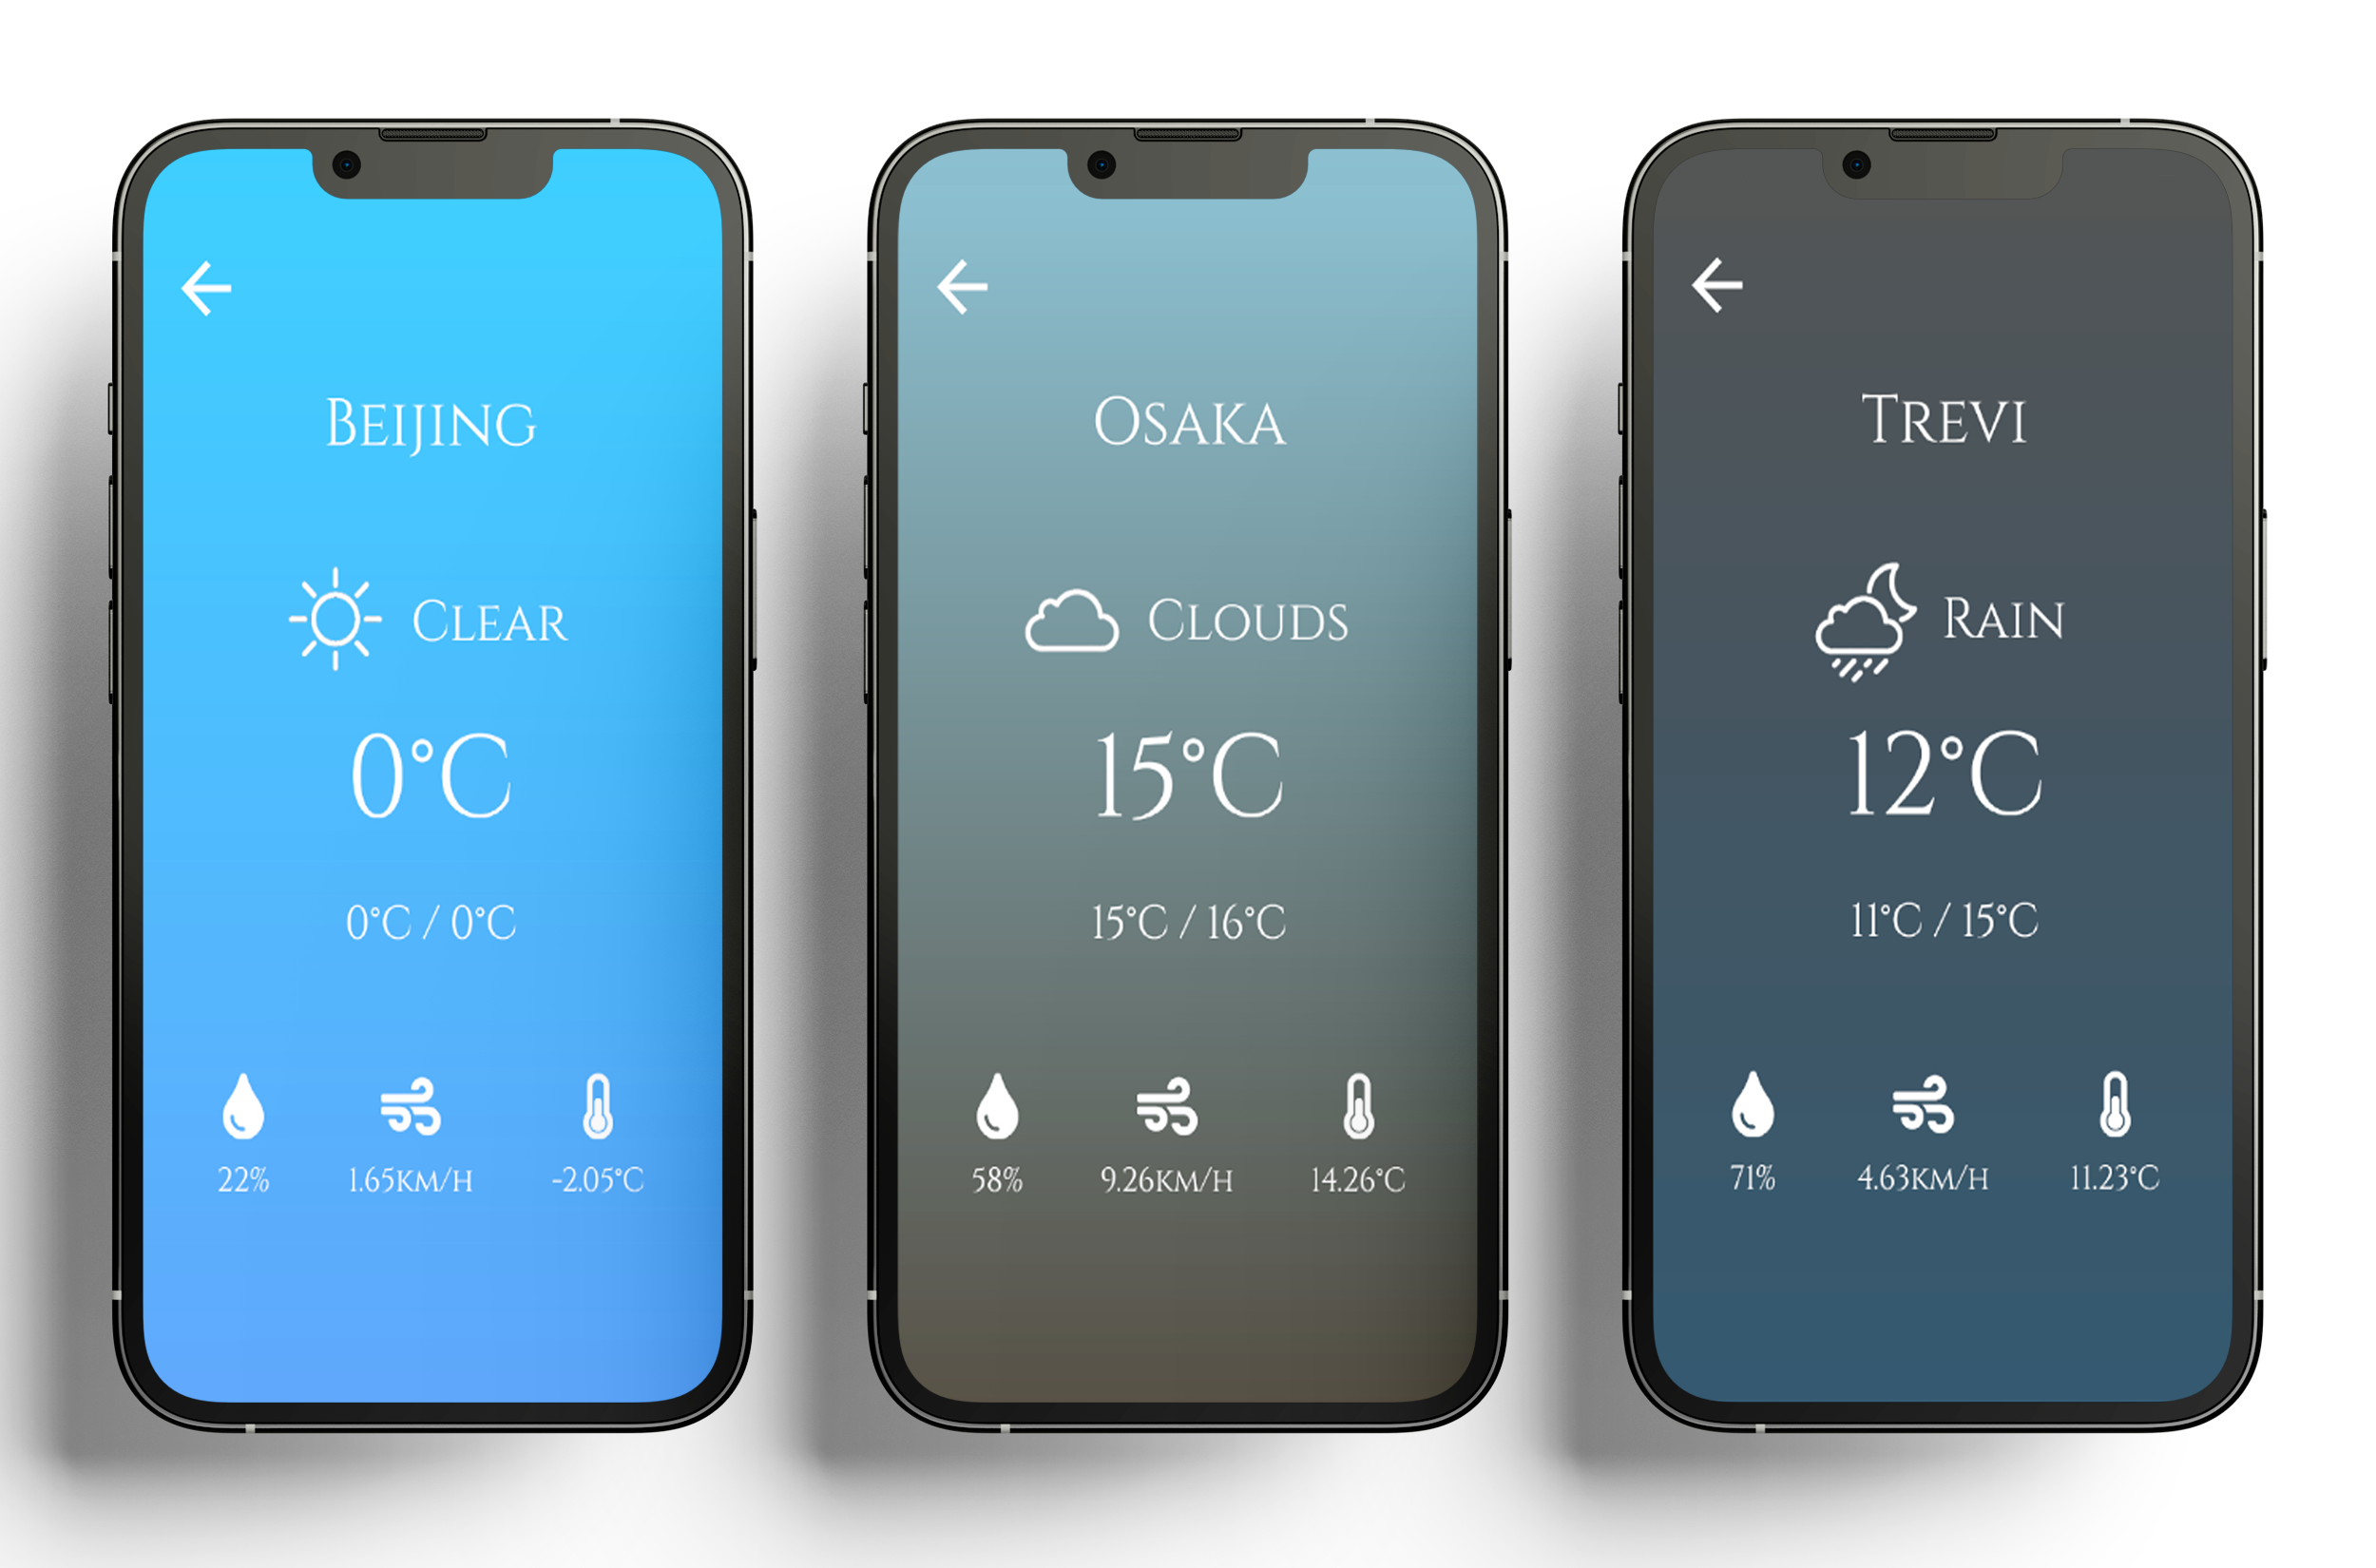 Beijing
Clear
0°C
0°C / 0°C
22% 1.65km/h -2.05°C
Osaka
Clouds
15°C
15°C / 16°C
58% 9.26km/h 14.26°C
Trevi
Rain
12°C
11°C / 15°C
71% 4.63km/h 11.23°C